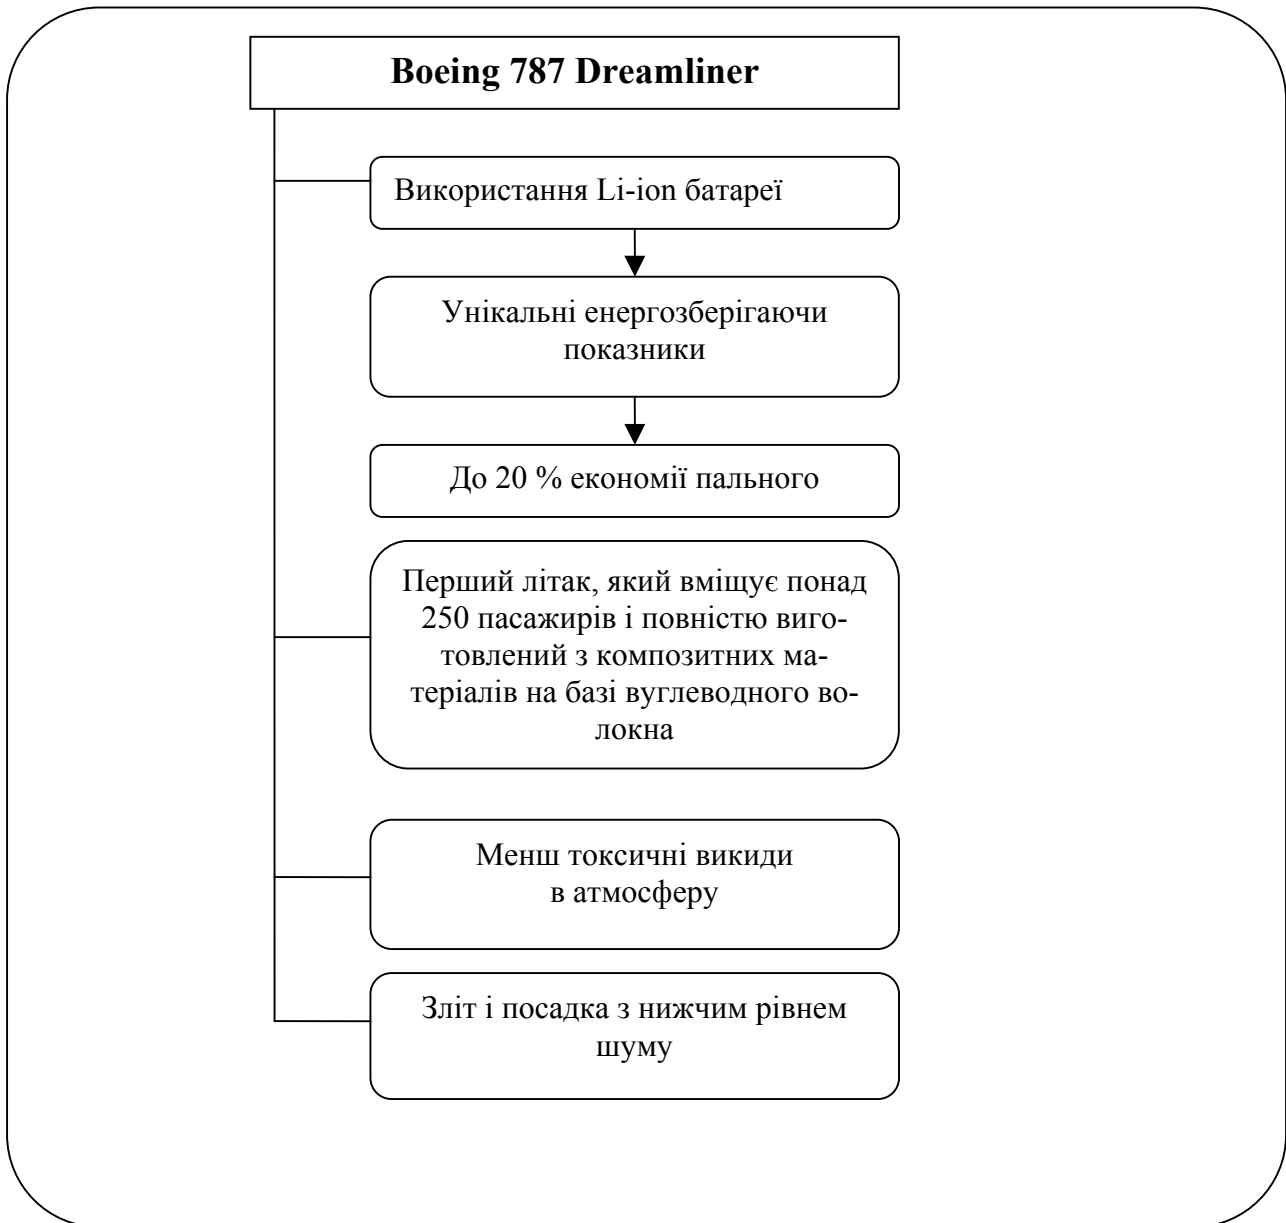 Boeing 787 Dreamliner
Використання Li-ion батареї
Унікальні енергозберігаючи
показники
До 20 % економії пального
Перший літак, який вміщує понад
250 пасажирів і повністю виго-
товлений з композитних ма-
теріалів на базі вуглеводного во-
локна
Менш токсичні викиди
в атмосферу
Зліт і посадка з нижчим рівнем
шуму